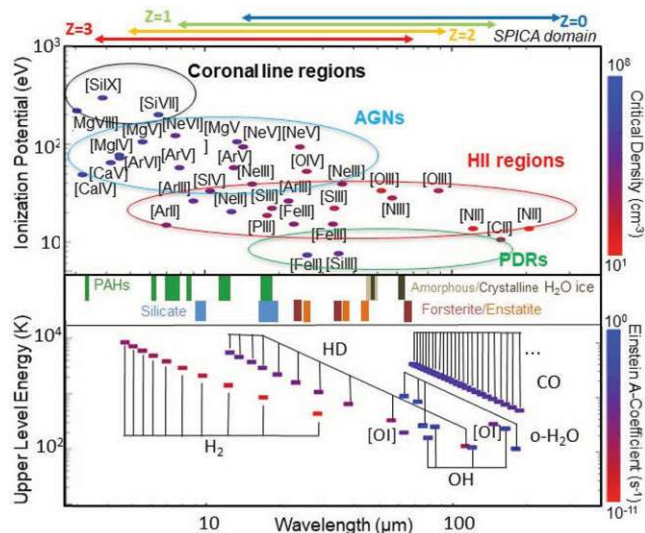 Z=3
Z=1
Z=2
Z=0
SPICA domain
10³
10²
10
Ionization Potential (eV)
Coronal line regions
AGNs
HII regions
PDRs
[SiIX]
[SiVII]
MgVIII]
[MgV]
[NeVI]
[MgV
]
[NeV]
[NeV]
[MgIV]
[ArVI]
[ArV]
[ArV]
[OIV]
[CaV]
[CaIV]
[ArIII]
[SIV]
[NeIII]
[NeIII]
[OIII]
[OIII]
[ArII]
[NeII]
[SIII]
[ArIII]
[SIII]
[NIII]
[PIII]
[FeIII]
[FeIII]
[NII]
[CII]
[NII]
[FeII]
[SiII]
10⁸
Critical Density (cm⁻³)
10¹
PAHs
Amorphous/Crystalline H₂O ice
Silicate
Forsterite/Enstatite
10⁴
10²
Upper Level Energy (K)
HD
H₂
...
CO
[OI]
[OI]
o-H₂O
OH
10⁰
Einstein A-Coefficient (s⁻¹)
10⁻¹¹
10
100
Wavelength (μm)